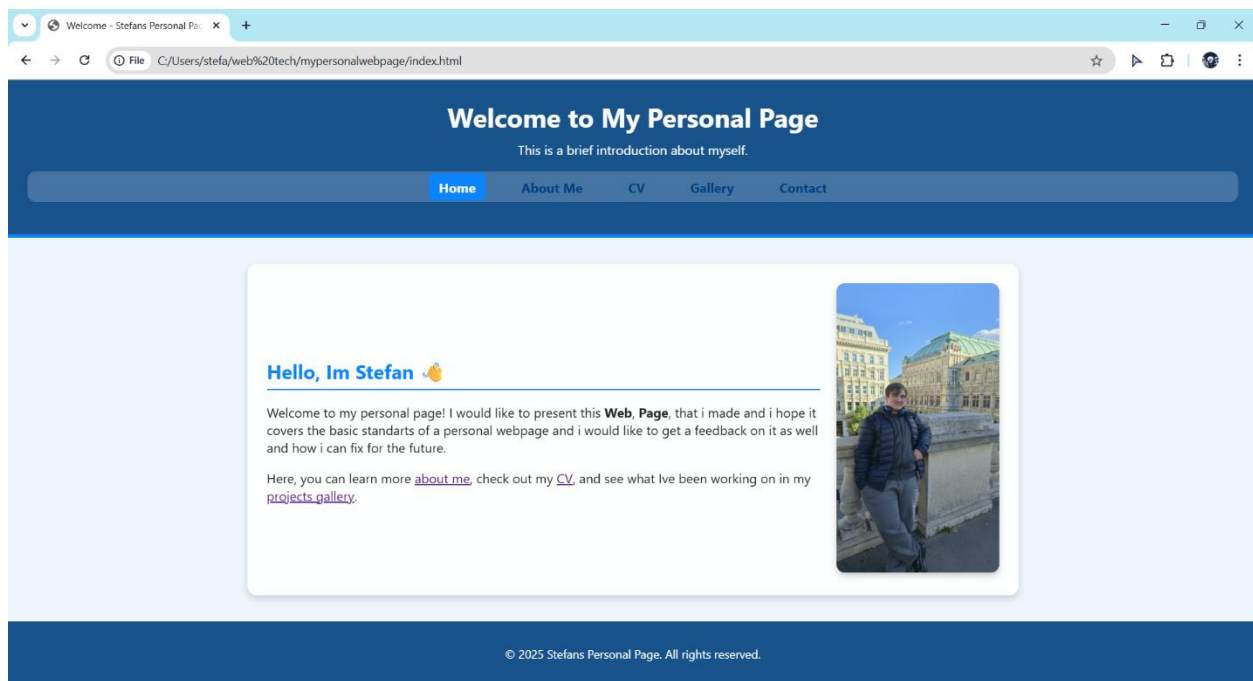 Welcome - Stefans Personal Pag
File C:/Users/stefa/web%20tech/mypersonalwebpage/index.html
Welcome to My Personal Page
This is a brief introduction about myself.
Home About Me CV Gallery Contact
Hello, Im Stefan 👋
Welcome to my personal page! I would like to present this Web, Page, that i made and i hope it
covers the basic standarts of a personal webpage and i would like to get a feedback on it as well
and how i can fix for the future.
Here, you can learn more about me, check out my CV, and see what Ive been working on in my
projects gallery.
© 2025 Stefans Personal Page. All rights reserved.